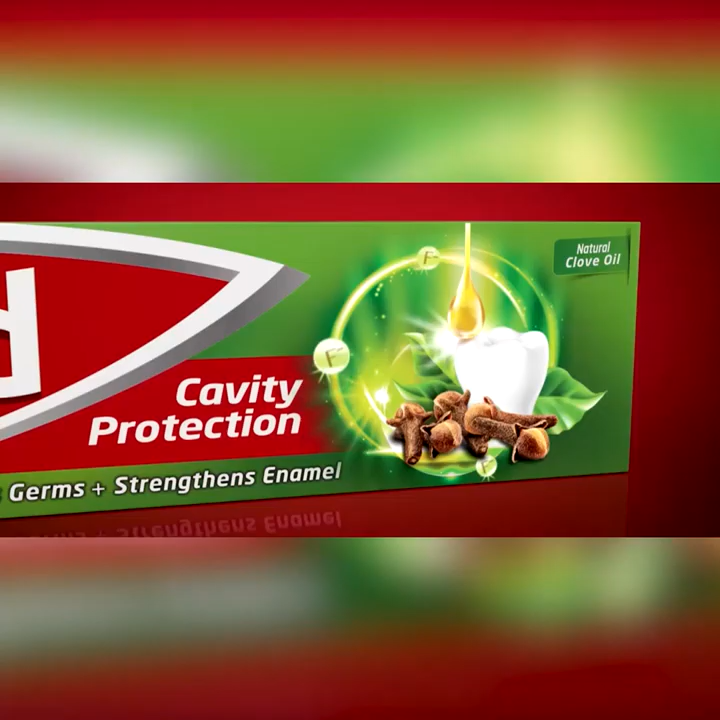 Natural
Clove Oil
d
F
F
Cavity
Protection
Germs + Strengthens Enamel
F